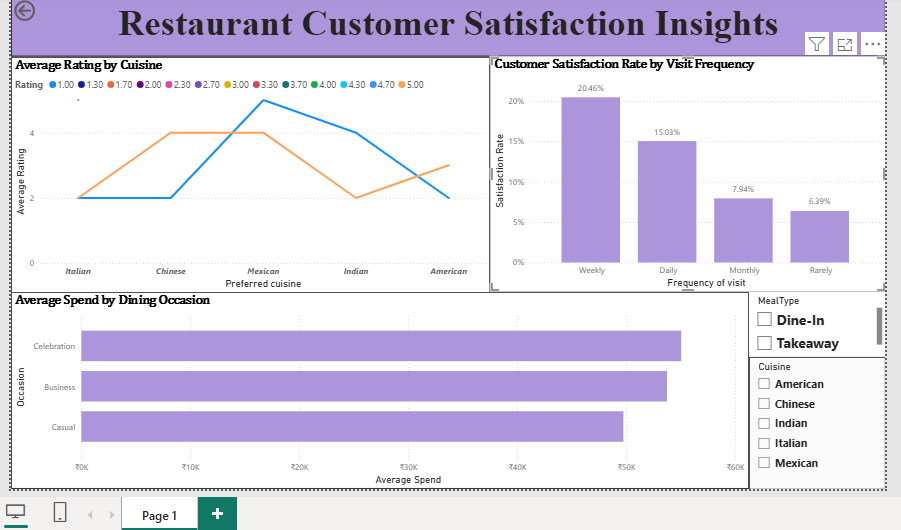 Restaurant Customer Satisfaction Insights
Average Rating by Cuisine
Rating 1.00 1.30 1.70 2.00 2.30 2.70 3.00 3.30 3.70 4.00 4.30 4.70 5.00
4
2
0
Average Rating
Italian Chinese Mexican Indian American
Preferred cuisine
Customer Satisfaction Rate by Visit Frequency
20%
15%
10%
5%
0%
Satisfaction Rate
20.46%
15.03%
7.94%
6.39%
Weekly Daily Monthly Rarely
Frequency of visit
Average Spend by Dining Occasion
Occasion
Celebration
Business
Casual
₹0K ₹10K ₹20K ₹30K ₹40K ₹50K ₹60K
Average Spend
MealType
Dine-In
Takeaway
Cuisine
American
Chinese
Indian
Italian
Mexican
Page 1